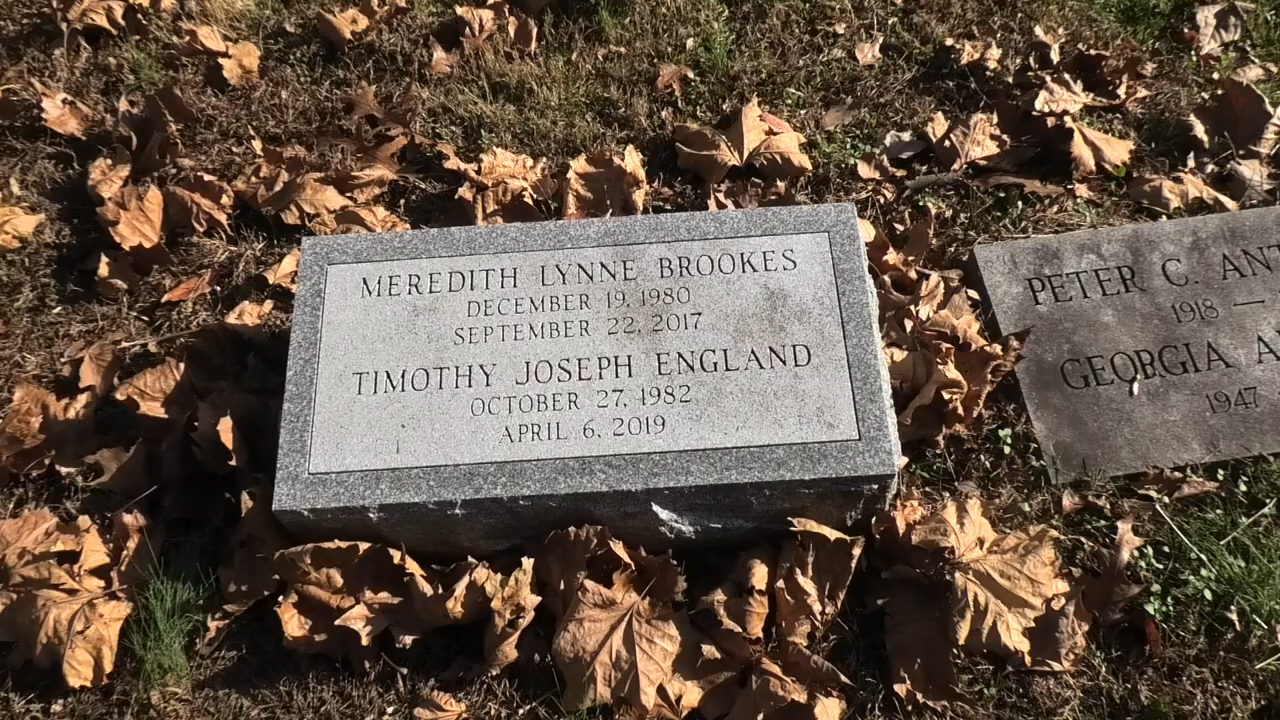 MEREDITH LYNNE BROOKES
DECEMBER 19, 1980
SEPTEMBER 22, 2017
TIMOTHY JOSEPH ENGLAND
OCTOBER 27, 1982
APRIL 6, 2019
PETER C.
1918 —
GEORGIA
1947